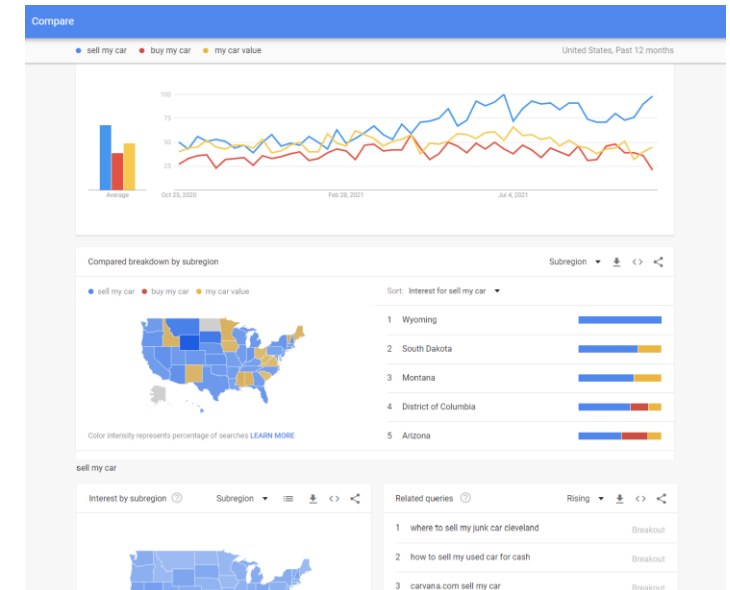 Compare
sell my car buy my car my car value United States, Past 12 months
100
75
50
25
Average Oct 25, 2020 Feb 28, 2021 Jul 4, 2021
Compared breakdown by subregion Subregion
sell my car buy my car my car value Sort: Interest for sell my car
1 Wyoming
2 South Dakota
3 Montana
4 District of Columbia
5 Arizona
Color intensity represents percentage of searches LEARN MORE
sell my car
Interest by subregion ? Subregion <> Related queries ? Rising <>
1 where to sell my junk car cleveland Breakout
2 how to sell my used car for cash Breakout
3 carvana.com sell my car Breakout